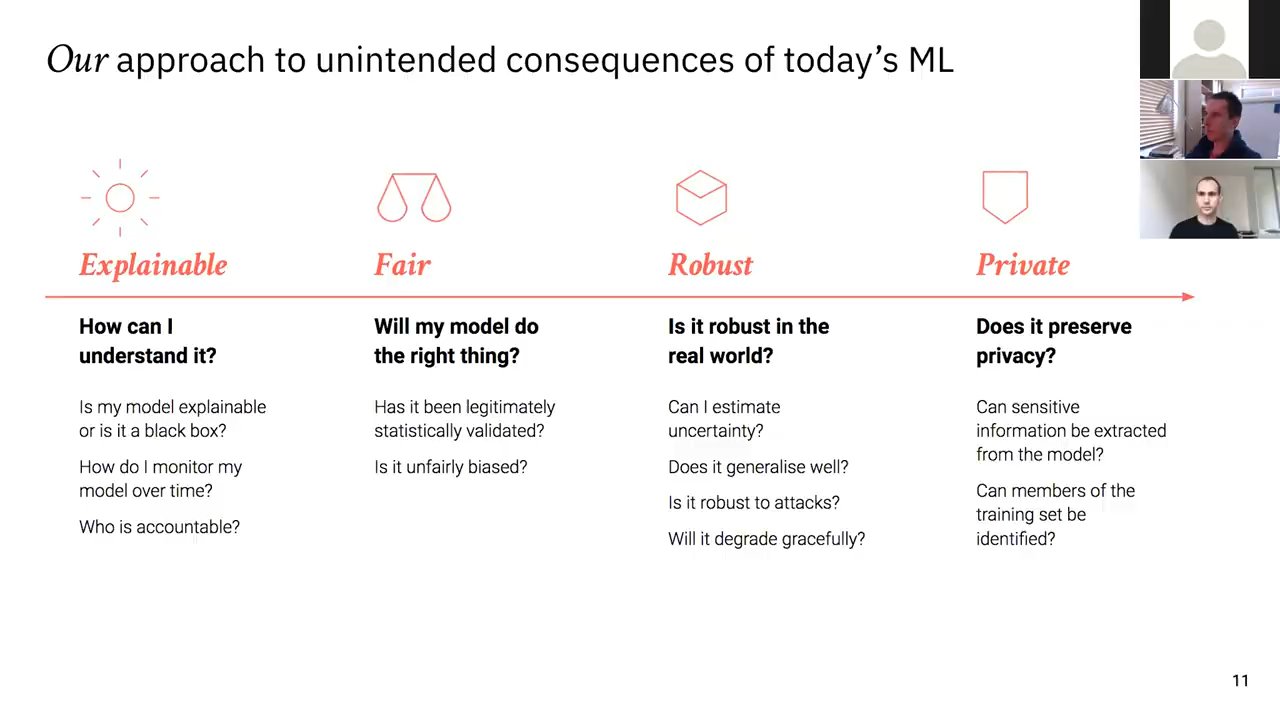 Our approach to unintended consequences of today’s ML
Explainable
How can I
understand it?
Is my model explainable
or is it a black box?
How do I monitor my
model over time?
Who is accountable?
Fair
Will my model do
the right thing?
Has it been legitimately
statistically validated?
Is it unfairly biased?
Robust
Is it robust in the
real world?
Can I estimate
uncertainty?
Does it generalise well?
Is it robust to attacks?
Will it degrade gracefully?
Private
Does it preserve
privacy?
Can sensitive
information be extracted
from the model?
Can members of the
training set be
identified?
11